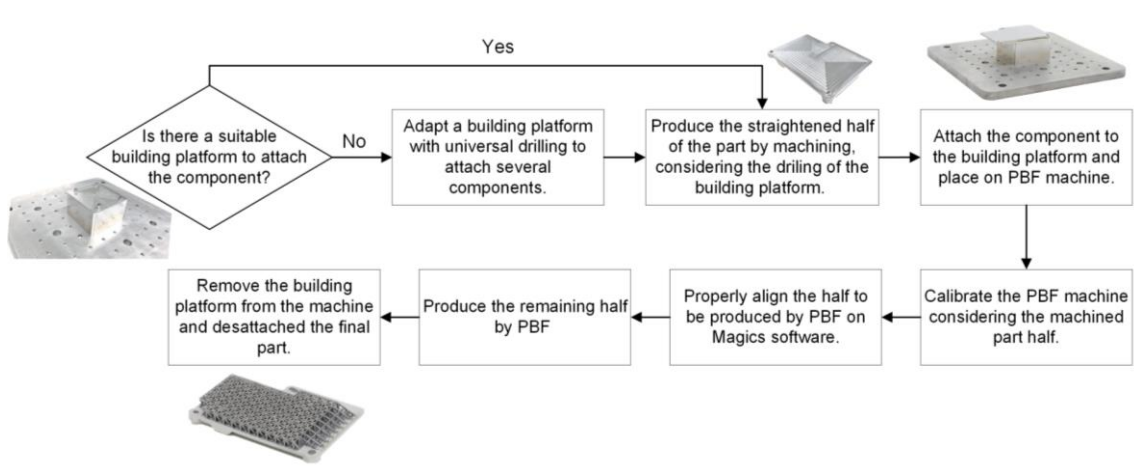 Yes
Is there a suitable
building platform to attach
the component?
No
Adapt a building platform
with universal drilling to
attach several
components.
Produce the straightened half
of the part by machining,
considering the driling of the
building platform.
Attach the component to
the building platform and
place on PBF machine.
Calibrate the PBF machine
considering the machined
part half.
Properly align the half to
be produced by PBF on
Magics software.
Produce the remaining half
by PBF
Remove the building
platform from the machine
and desattached the final
part.